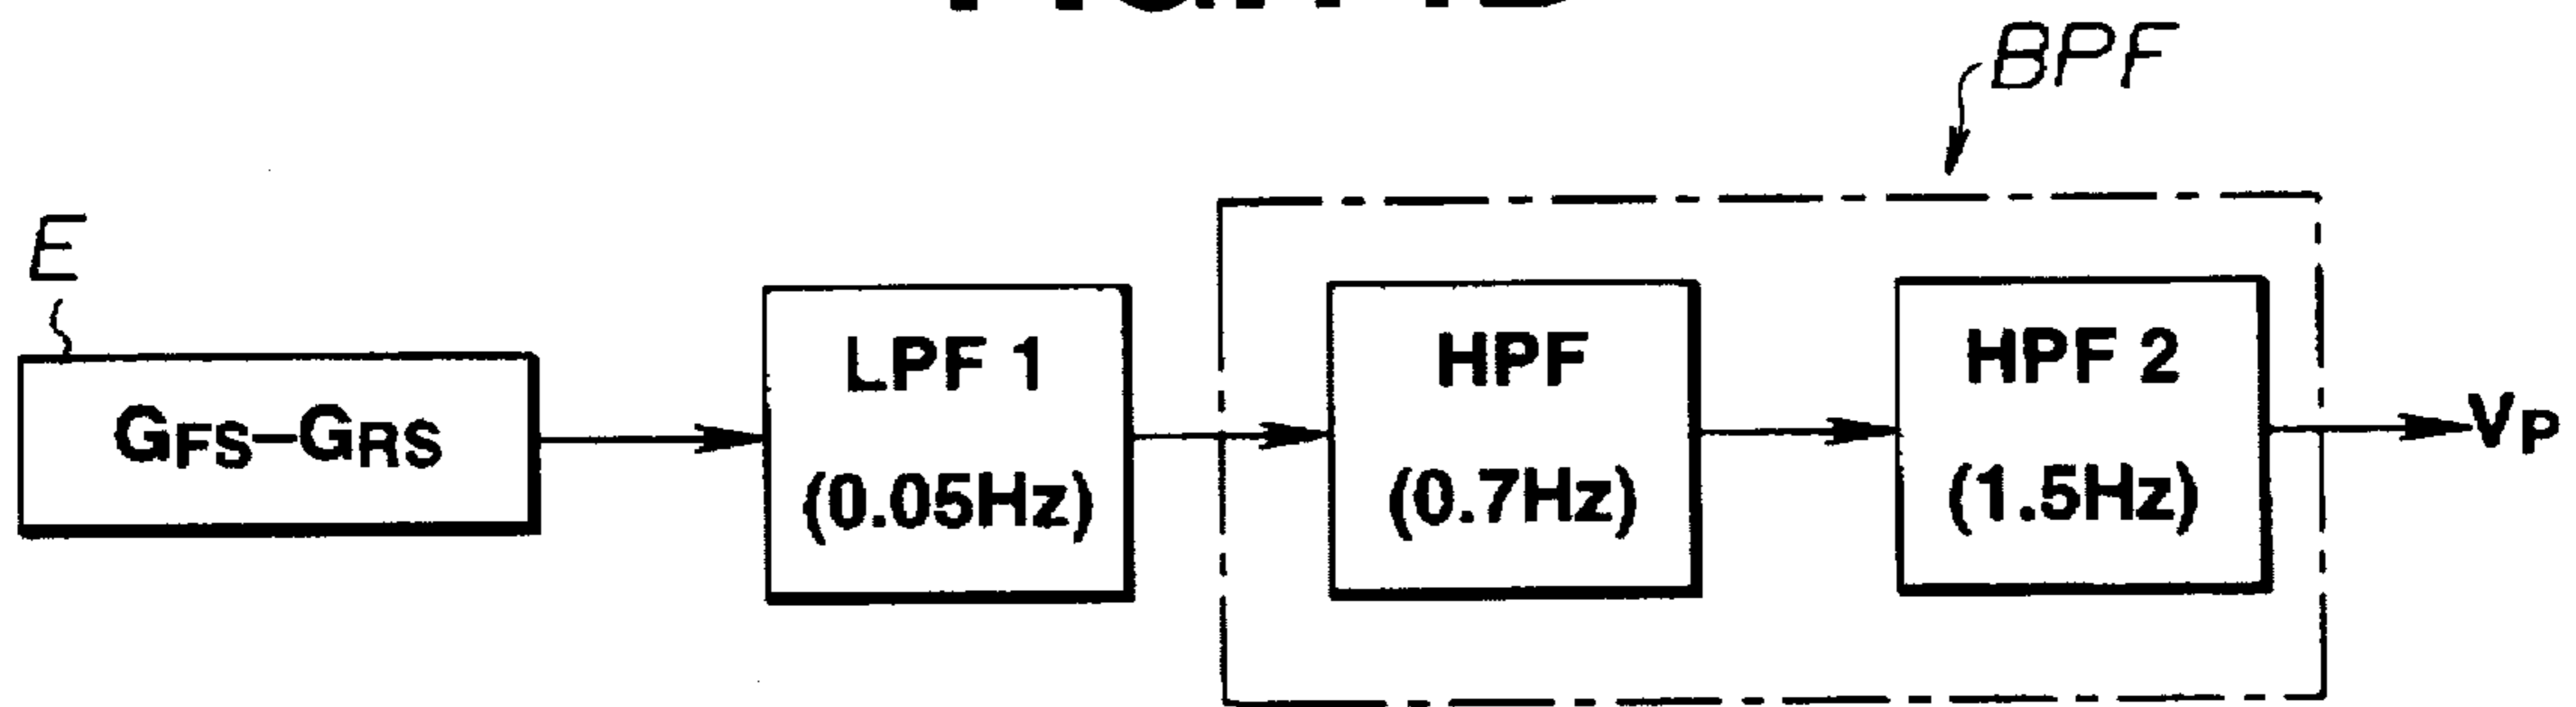 BPF
E
GFS–GRS
LPF 1
(0.05Hz)
HPF
(0.7Hz)
HPF 2
(1.5Hz)
VP